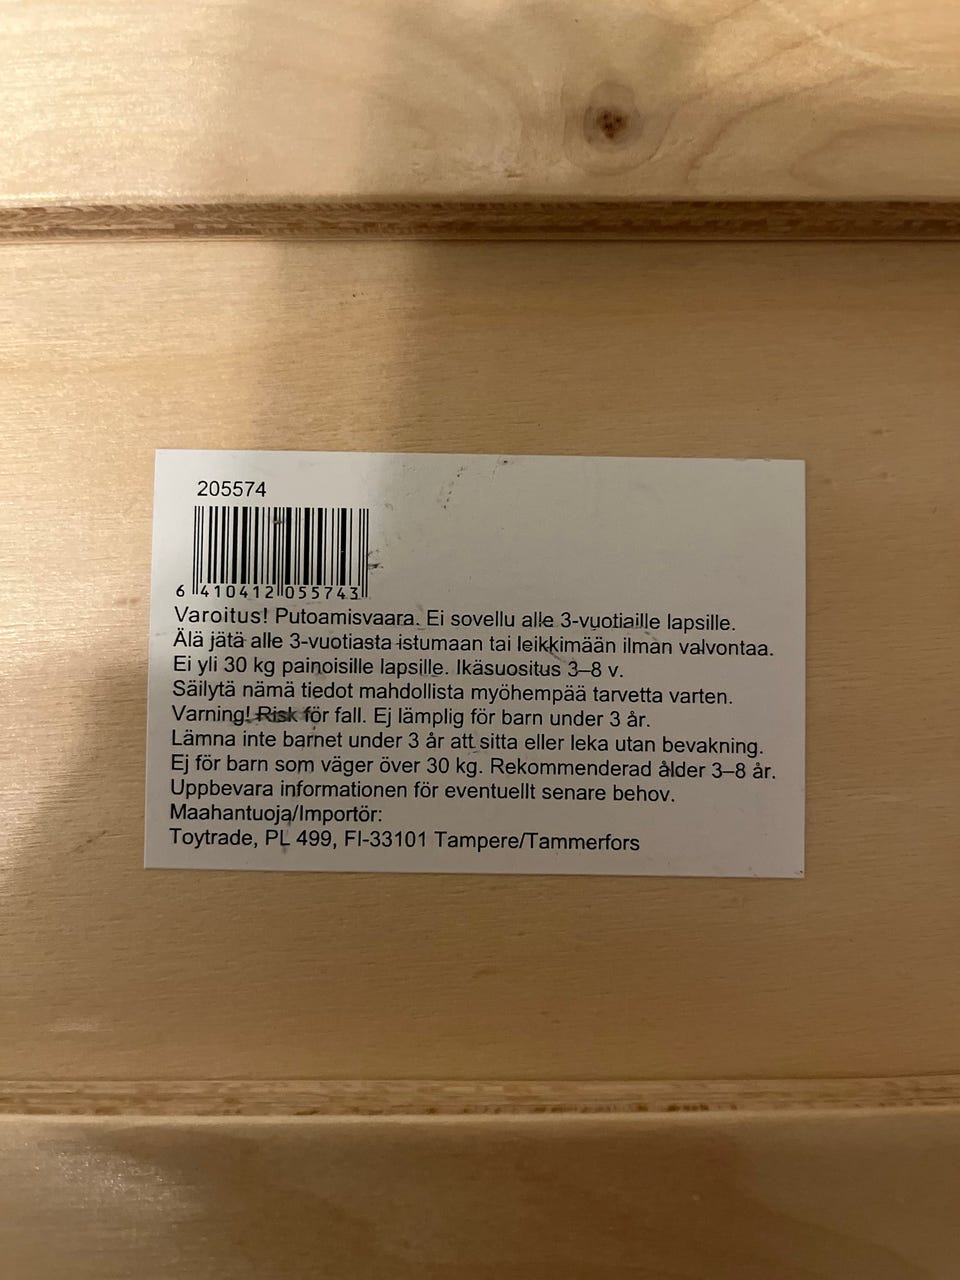 205574
6 410412 055743
Varoitus! Putoamisvaara. Ei sovellu alle 3-vuotiaille lapsille.
Älä jätä alle 3-vuotiasta istumaan tai leikkimään ilman valvontaa.
Ei yli 30 kg painoisille lapsille. Ikäsuositus 3–8 v.
Säilytä nämä tiedot mahdollista myöhempää tarvetta varten.
Varning! Risk för fall. Ej lämplig för barn under 3 år.
Lämna inte barnet under 3 år att sitta eller leka utan bevakning.
Ej för barn som väger över 30 kg. Rekommenderad ålder 3–8 år.
Uppbevara informationen för eventuellt senare behov.
Maahantuoja/Importör:
Toytrade, PL 499, FI-33101 Tampere/Tammerfors